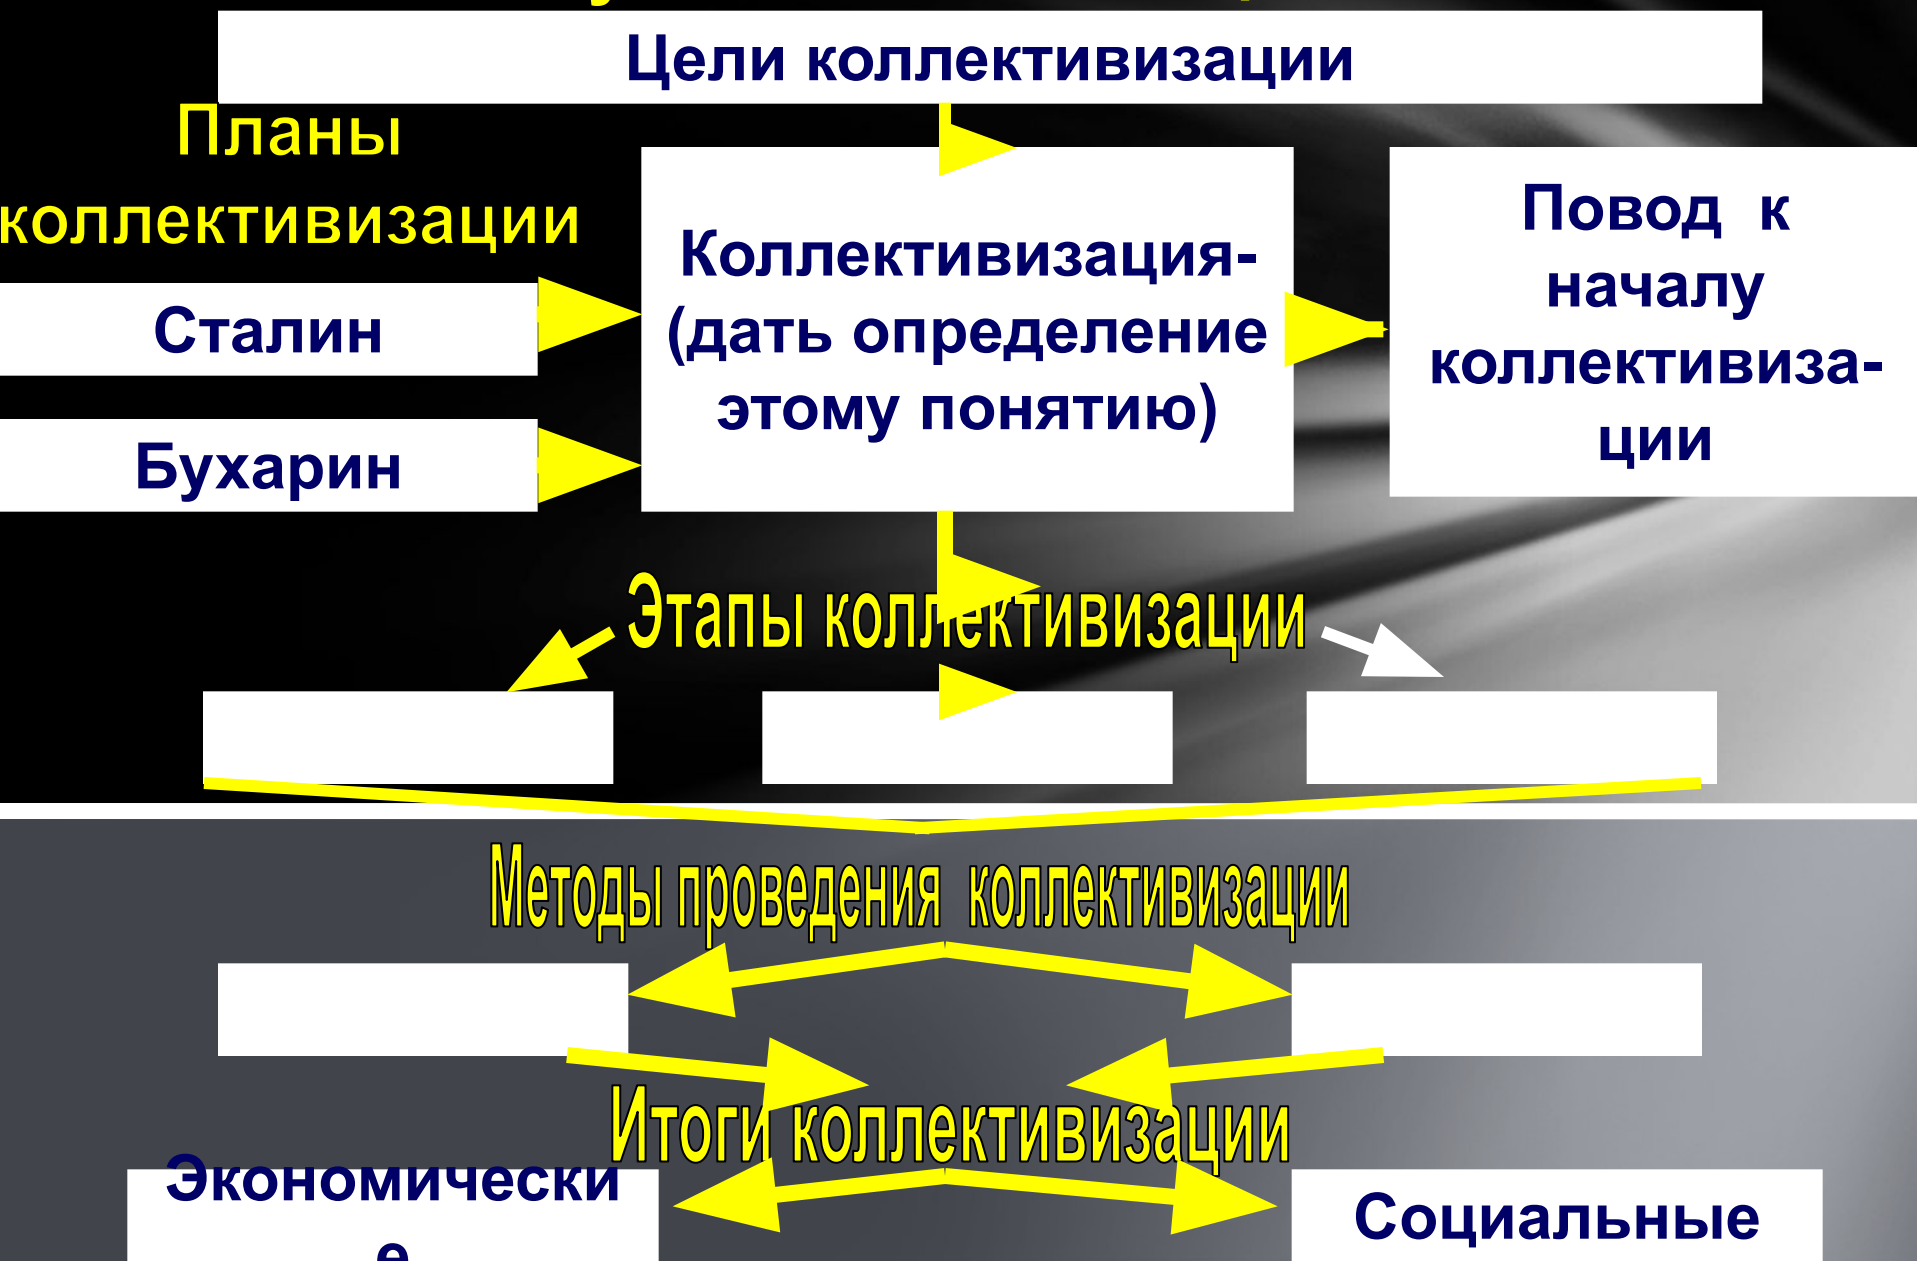 Цели коллективизации
Планы
коллективизации
Сталин
Бухарин
Коллективизация-
(дать определение
этому понятию)
Повод к
началу
коллективиза-
ции
Этапы коллективизации
Методы проведения коллективизации
Итоги коллективизации
Экономически
е
Социальные